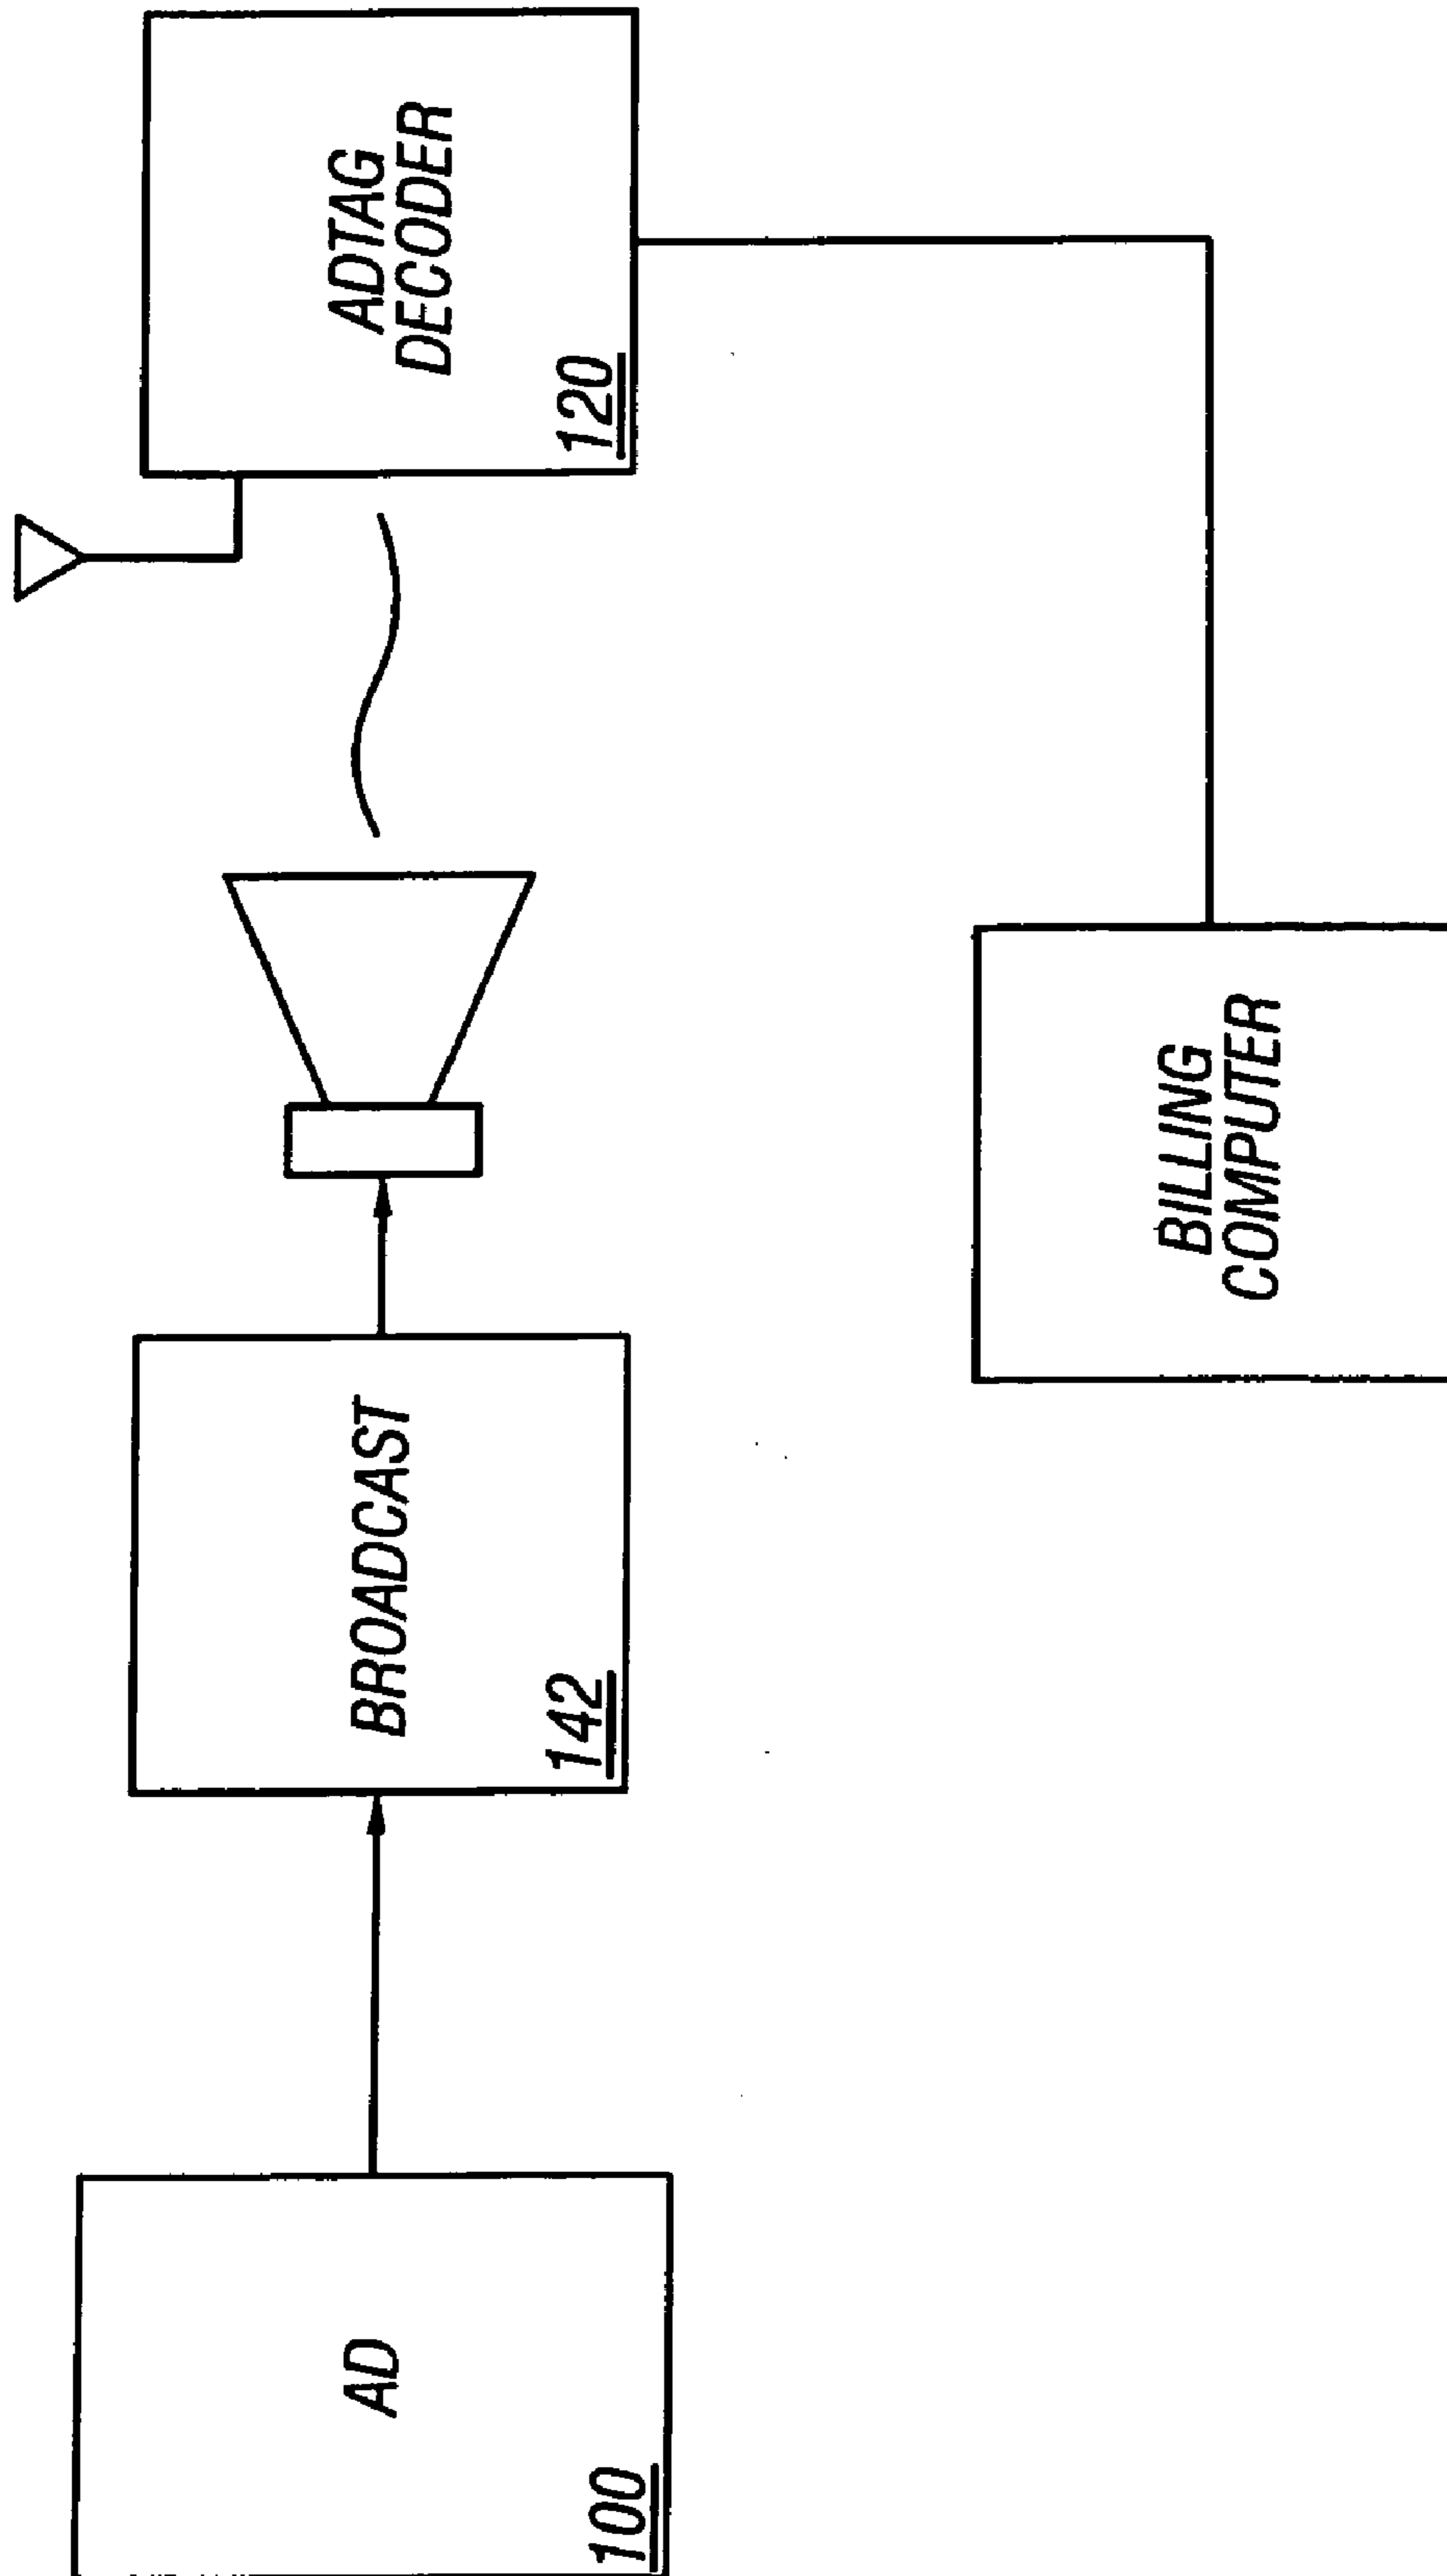 AD
100
BROADCAST
142
ADTAG
DECODER
120
BILLING
COMPUTER